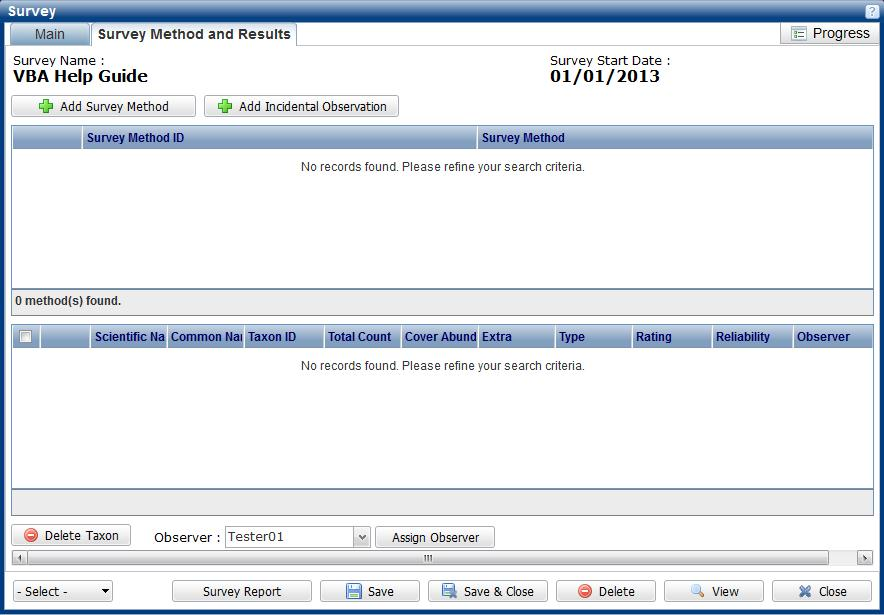 Survey ?
Main Survey Method and Results Progress
Survey Name : Survey Start Date :
VBA Help Guide 01/01/2013
Add Survey Method Add Incidental Observation
Survey Method ID Survey Method
No records found. Please refine your search criteria.
0 method(s) found.
Scientific Na Common Nar Taxon ID Total Count Cover Abund Extra Type Rating Reliability Observer
No records found. Please refine your search criteria.
Delete Taxon Observer : Tester01 Assign Observer
- Select - Survey Report Save Save & Close Delete View Close